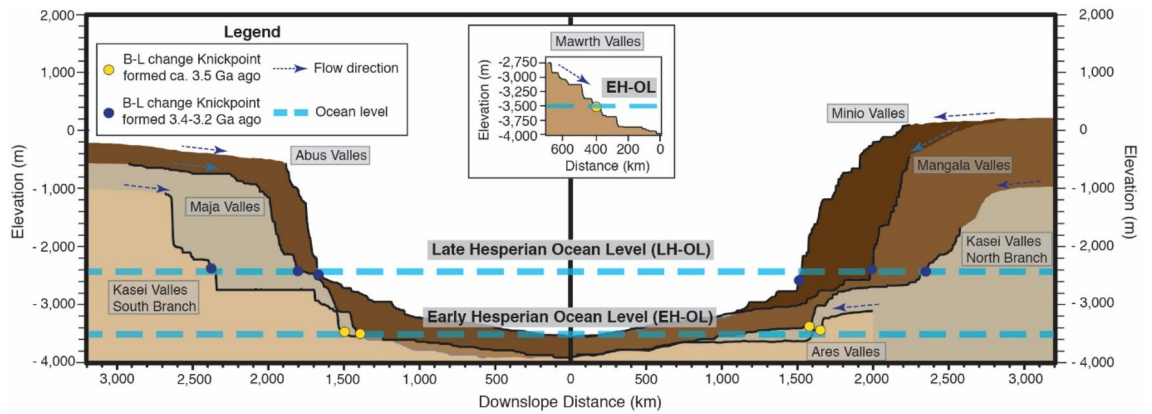 2,000
1,000
0
- 1,000
- 2,000
- 3,000
- 4,000
Elevation (m)
Legend
B-L change Knickpoint
formed ca. 3.5 Ga ago
Flow direction
B-L change Knickpoint
formed 3.4-3.2 Ga ago
Ocean level
Mawrth Valles
-2,750
-3,000
-3,250
-3,500
-3,750
-4,000
Elevation (m)
EH-OL
600
400
200
0
Distance (km)
Abus Valles
Maja Valles
Kasei Valles
South Branch
Minio Valles
Mangala Valles
Kasei Valles
North Branch
Late Hesperian Ocean Level (LH-OL)
Early Hesperian Ocean Level (EH-OL)
Ares Valles
2,000
1,000
0
- 1,000
- 2,000
- 3,000
- 4,000
Elevation (m)
3,000
2,500
2,000
1,500
1,000
500
0
500
1,000
1,500
2,000
2,500
3,000
Downslope Distance (km)